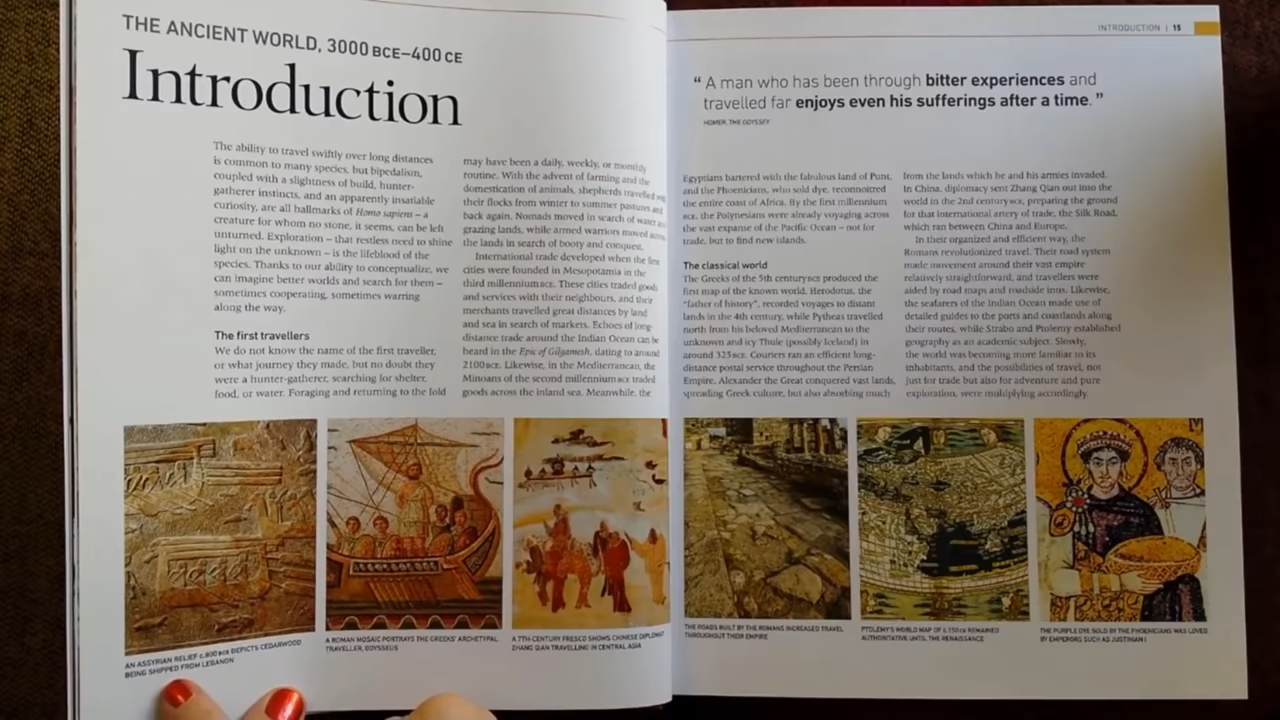 THE ANCIENT WORLD, 3000 BCE–400 CE
Introduction
The ability to travel swiftly over long distances
is common to many species, but bipedalism,
coupled with a slightness of build, hunter-
gatherer instincts, and an apparently insatiable
curiosity, are all hallmarks of Homo sapiens – a
creature for whom no stone, it seems, can be left
unturned. Exploration – that restless need to shine
light on the unknown – is the lifeblood of the
species. Thanks to our ability to conceptualize, we
can imagine better worlds and search for them –
sometimes cooperating, sometimes warring
along the way.
The first travellers
We do not know the name of the first traveller,
or what journey they made, but no doubt they
were a hunter-gatherer, searching for shelter,
food, or water. Foraging and returning to the fold
may have been a daily, weekly, or monthly
routine. With the advent of farming and the
domestication of animals, shepherds travelled with
their flocks from winter to summer pastures and
back again. Nomads moved in search of water and
grazing lands, while armed warriors moved across
the lands in search of booty and conquest.
International trade developed when the first
cities were founded in Mesopotamia in the
third millennium BCE. These cities traded goods
and services with their neighbours, and their
merchants travelled great distances by land
and sea in search of markets. Echoes of long-
distance trade around the Indian Ocean can be
heard in the Epic of Gilgamesh, dating to around
2100 BCE. Likewise, in the Mediterranean, the
Minoans of the second millennium BCE traded
goods across the inland sea. Meanwhile, the
AN ASSYRIAN RELIEF c.800 BCE DEPICTS CEDARWOOD
BEING SHIPPED FROM LEBANON
A ROMAN MOSAIC PORTRAYS THE GREEKS' ARCHETYPAL
TRAVELLER, ODYSSEUS
A 7TH-CENTURY FRESCO SHOWS CHINESE DIPLOMAT
ZHANG QIAN TRAVELLING IN CENTRAL ASIA
INTRODUCTION | 15
“ A man who has been through bitter experiences and
travelled far enjoys even his sufferings after a time. ”
HOMER, THE ODYSSEY
Egyptians bartered with the fabulous land of Punt,
and the Phoenicians, who sold dye, reconnoitred
the entire coast of Africa. By the first millennium
BCE, the Polynesians were already voyaging across
the vast expanse of the Pacific Ocean – not for
trade, but to find new islands.
The classical world
The Greeks of the 5th century BCE produced the
first map of the known world. Herodotus, the
"father of history", recorded voyages to distant
lands in the 4th century, while Pytheas travelled
north from his beloved Mediterranean to the
unknown and icy Thule (possibly Iceland) in
around 325 BCE. Couriers ran an efficient long-
distance postal service throughout the Persian
Empire. Alexander the Great conquered vast lands,
spreading Greek culture, but also absorbing much
from the lands which he and his armies invaded.
In China, diplomacy sent Zhang Qian out into the
world in the 2nd century BCE, preparing the ground
for that international artery of trade, the Silk Road,
which ran between China and Europe.
In their organized and efficient way, the
Romans revolutionized travel. Their road system
made movement around their vast empire
relatively straightforward, and travellers were
aided by road maps and roadside inns. Likewise,
the seafarers of the Indian Ocean made use of
detailed guides to the ports and coastlands along
their routes, while Strabo and Ptolemy established
geography as an academic subject. Slowly,
the world was becoming more familiar to its
inhabitants, and the possibilities of travel, not
just for trade but also for adventure and pure
exploration, were multiplying accordingly.
THE ROADS BUILT BY THE ROMANS INCREASED TRAVEL
THROUGHOUT THEIR EMPIRE
PTOLEMY'S WORLD MAP OF c.150 CE REMAINED
AUTHORITATIVE UNTIL THE RENAISSANCE
THE PURPLE DYE SOLD BY THE PHOENICIANS WAS LOVED
BY EMPERORS SUCH AS JUSTINIAN I